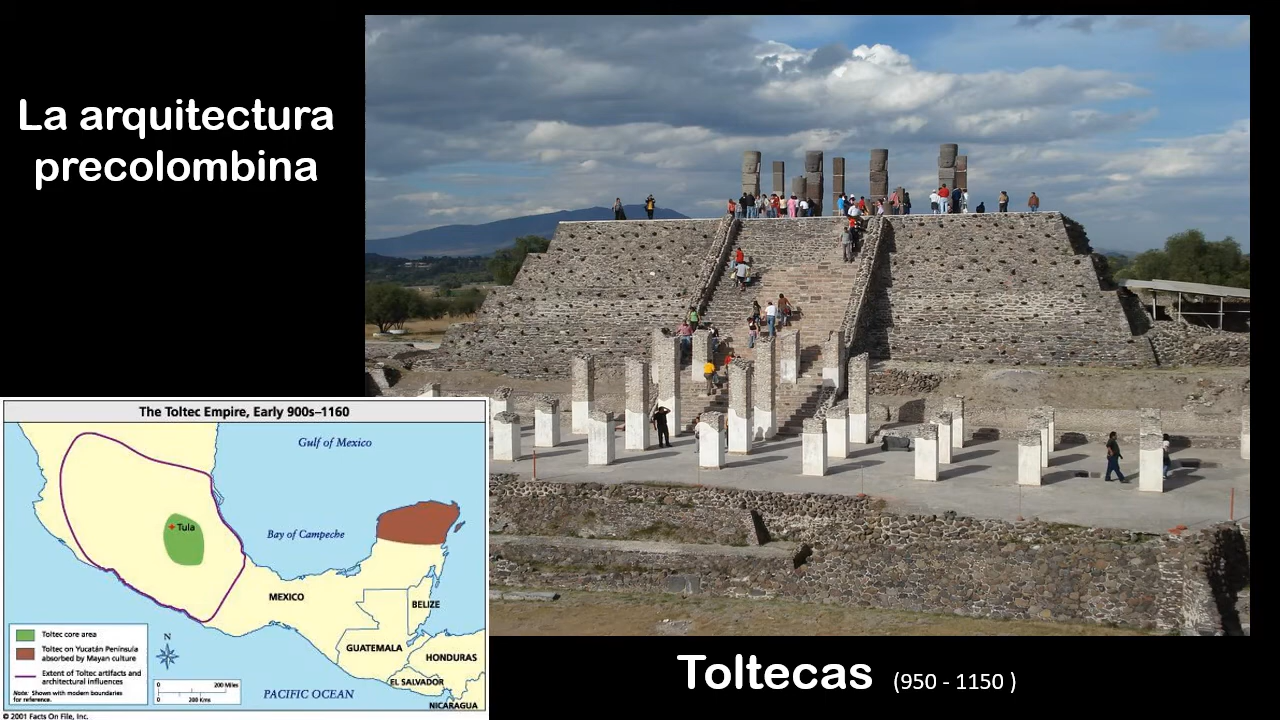 La arquitectura
precolombina
The Toltec Empire, Early 900s–1160
Gulf of Mexico
Tula
Bay of Campeche
MEXICO
BELIZE
GUATEMALA
HONDURAS
EL SALVADOR
NICARAGUA
PACIFIC OCEAN
Toltec core area
Toltec on Yucatán Peninsula
absorbed by Mayan culture
Extent of Toltec artifacts and
architectural influences
Note: Shown with modern boundaries
for reference.
N
0 200 Miles
0 200 Kms
© 2001 Facts On File, Inc.
Toltecas (950 - 1150 )